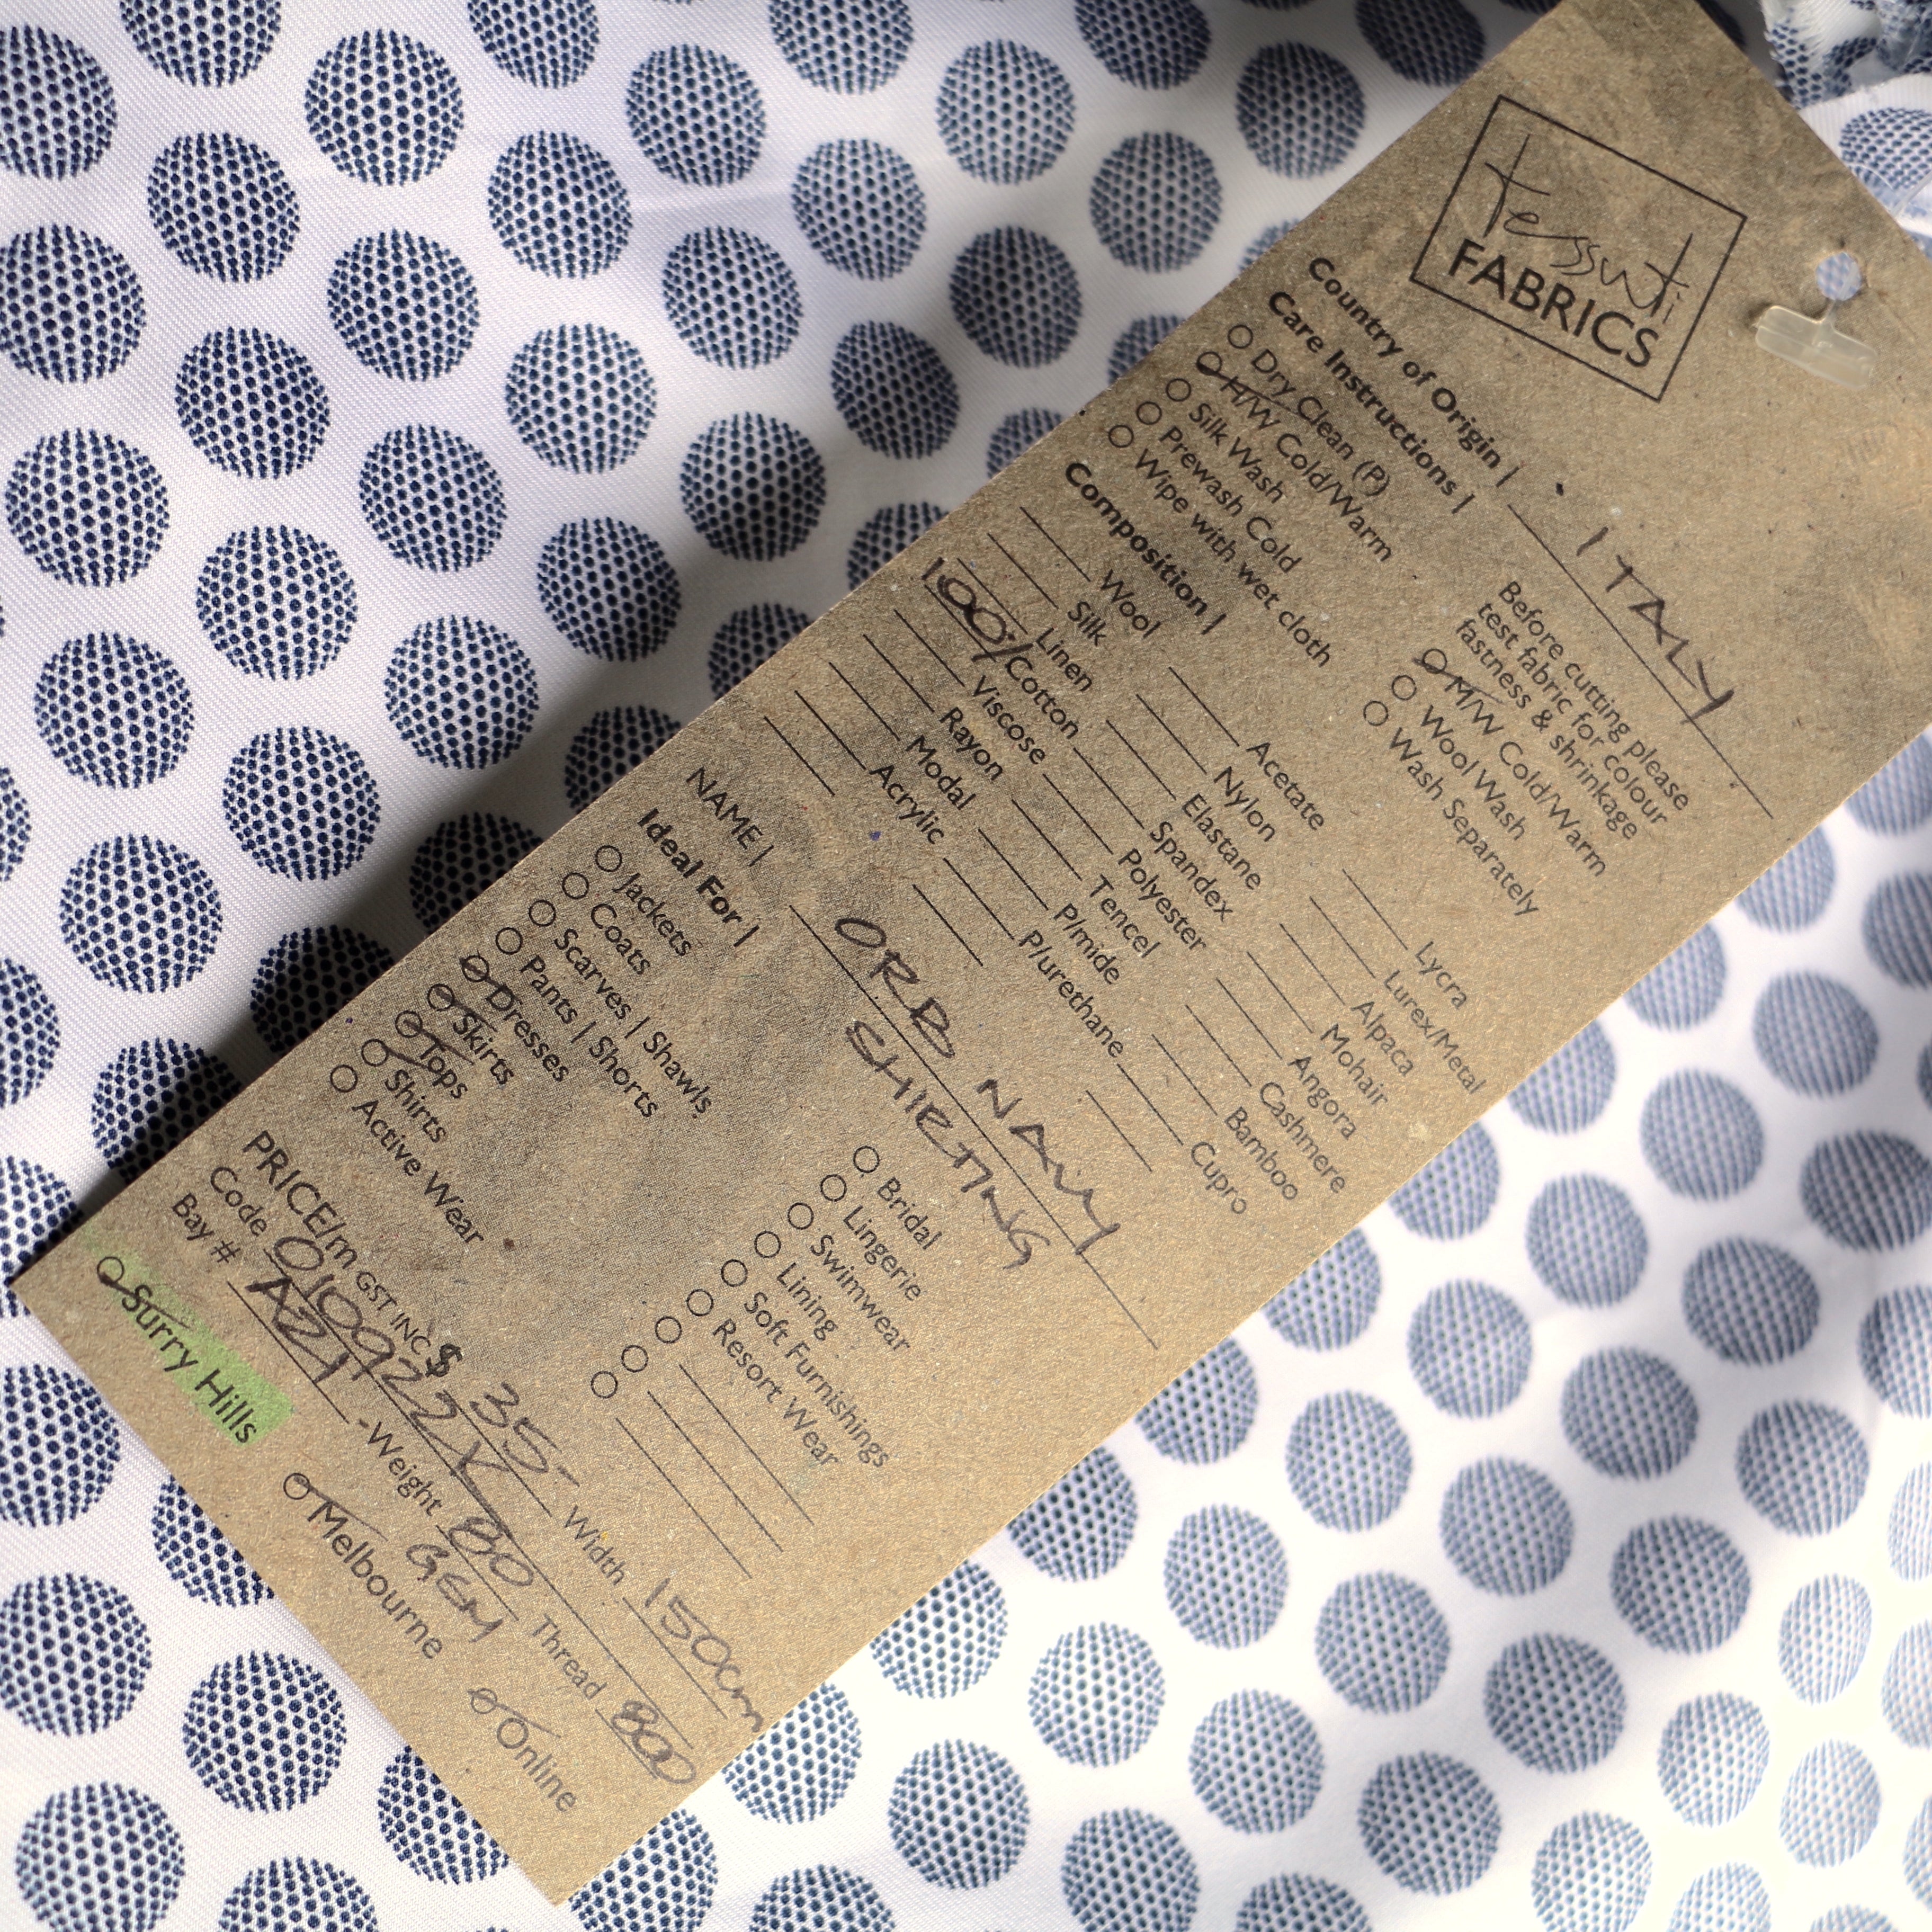 tessuti
FABRICS
Country of Origin | ITALY
Care Instructions |
Before cutting please
test fabric for colour
fastness & shrinkage
Dry Clean (P)
H/W Cold/Warm
Silk Wash
Prewash Cold
Wipe with wet cloth
M/W Cold/Warm
Wool Wash
Wash Separately
Composition |
Wool
Silk
Linen
100% Cotton
Viscose
Rayon
Modal
Acrylic
Acetate
Nylon
Elastane
Spandex
Polyester
Tencel
P/mide
P/urethane
Lycra
Lurex/Metal
Alpaca
Mohair
Angora
Cashmere
Bamboo
Cupro
NAME | ORB NAVY
SHIRTING
Ideal For |
Jackets
Coats
Scarves | Shawls
Pants | Shorts
Dresses
Skirts
Tops
Shirts
Active Wear
Bridal
Lingerie
Swimwear
Lining
Soft Furnishings
Resort Wear
PRICE/m GST INC $ 35- Width 150cm
Code 010922V
Bay # AZ1 - Weight 80 Thread 800
GEM
Surry Hills Melbourne Online